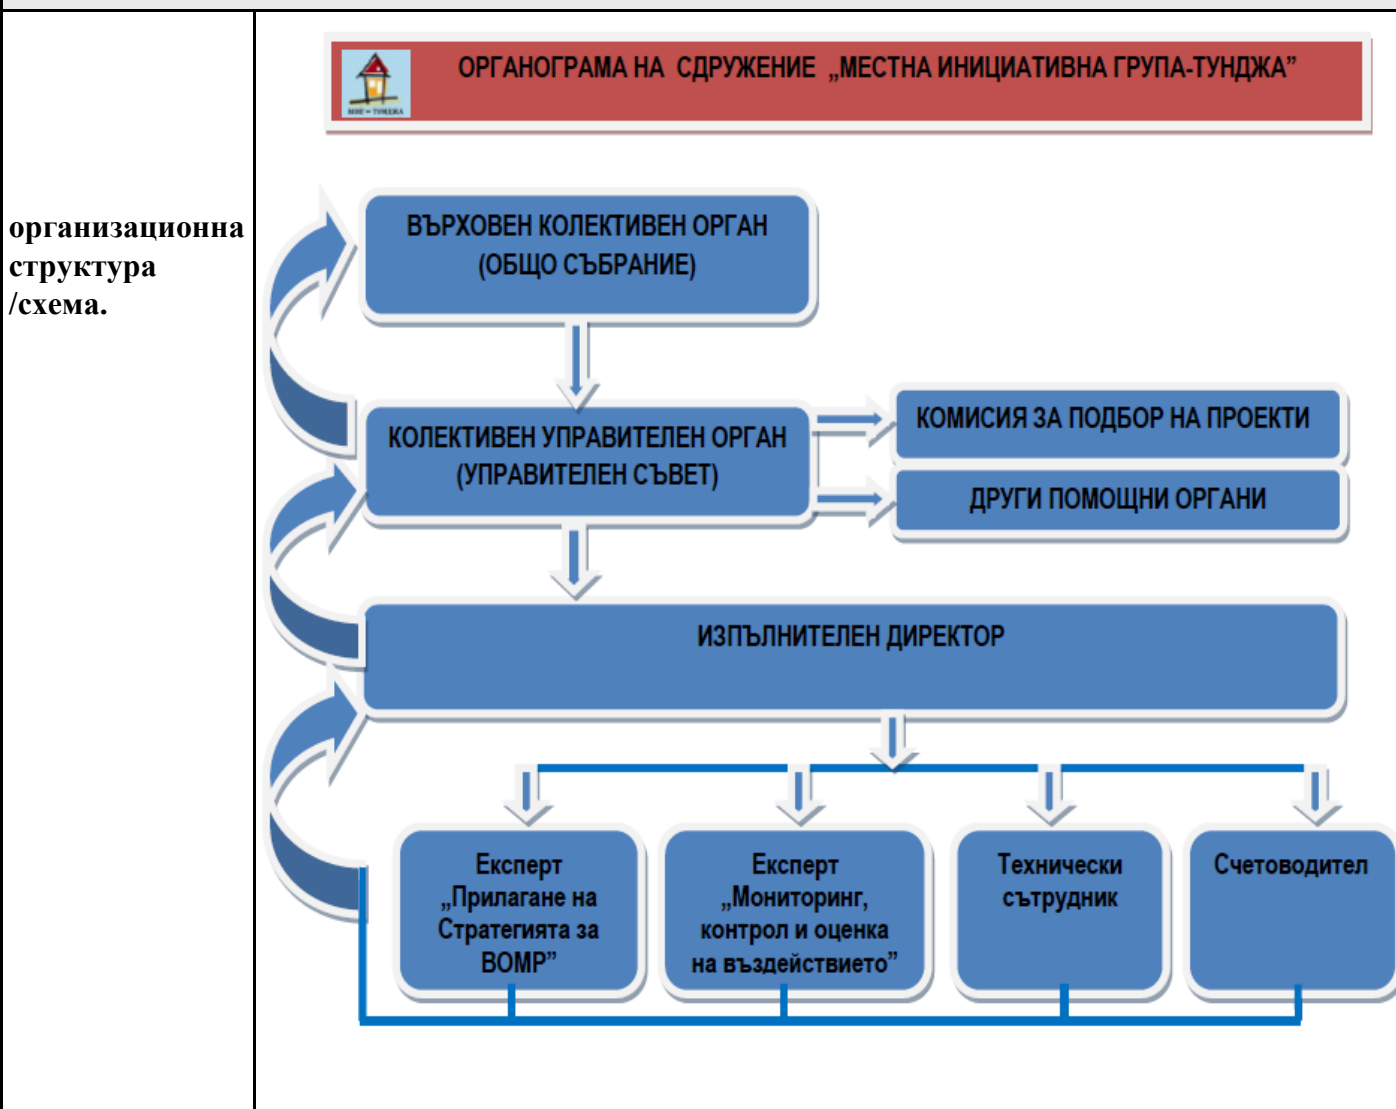 ОРГАНОГРАМА НА СДРУЖЕНИЕ „МЕСТНА ИНИЦИАТИВНА ГРУПА-ТУНДЖА”
МИГ – ТУНДЖА
организационна
структура
/схема.
ВЪРХОВЕН КОЛЕКТИВЕН ОРГАН
(ОБЩО СЪБРАНИЕ)
КОЛЕКТИВЕН УПРАВИТЕЛЕН ОРГАН
(УПРАВИТЕЛЕН СЪВЕТ)
КОМИСИЯ ЗА ПОДБОР НА ПРОЕКТИ
ДРУГИ ПОМОЩНИ ОРГАНИ
ИЗПЪЛНИТЕЛЕН ДИРЕКТОР
Експерт
„Прилагане на
Стратегията за
ВОМР”
Експерт
„Мониторинг,
контрол и оценка
на въздействието”
Технически
сътрудник
Счетоводител